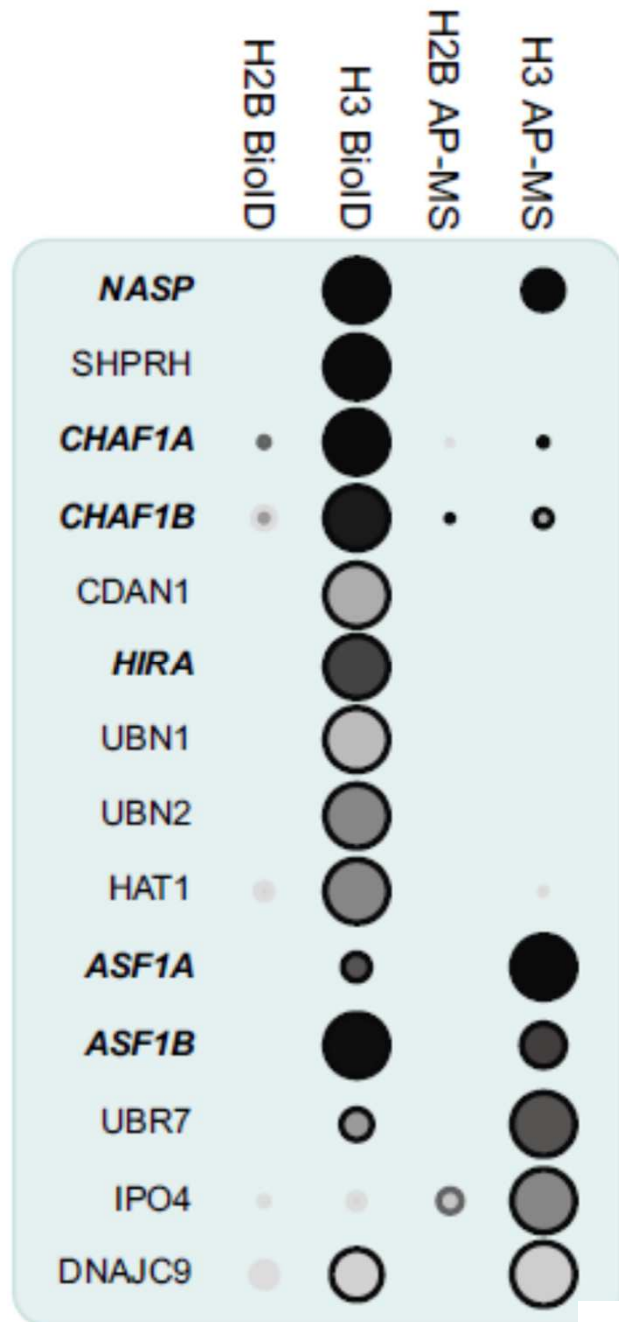 H2B BioID
H3 BioID
H2B AP-MS
H3 AP-MS
NASP
SHPRH
CHAF1A
CHAF1B
CDAN1
HIRA
UBN1
UBN2
HAT1
ASF1A
ASF1B
UBR7
IPO4
DNAJC9